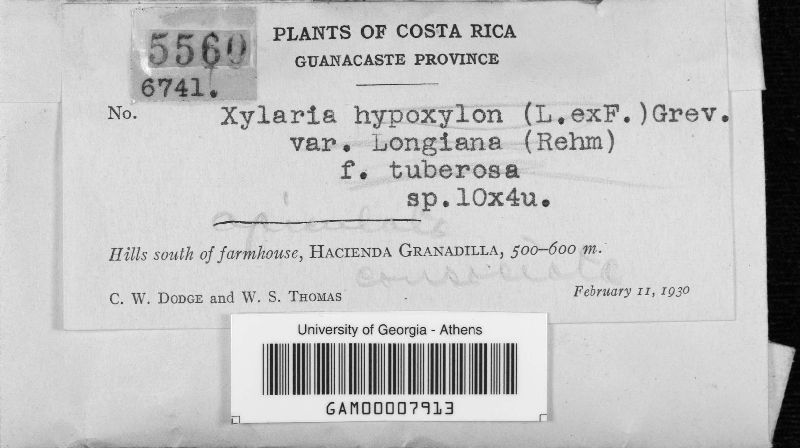 5560
6741.
PLANTS OF COSTA RICA
GUANACASTE PROVINCE
No.
Xylaria hypoxylon (L.exF.)Grev.
var. Longiana (Rehm)
f. tuberosa
sp.10x4u.
apiculata
Hills south of farmhouse, HACIENDA GRANADILLA, 500–600 m.
consociata
C. W. DODGE and W. S. THOMAS
February 11, 1930
University of Georgia - Athens
GAM00007913